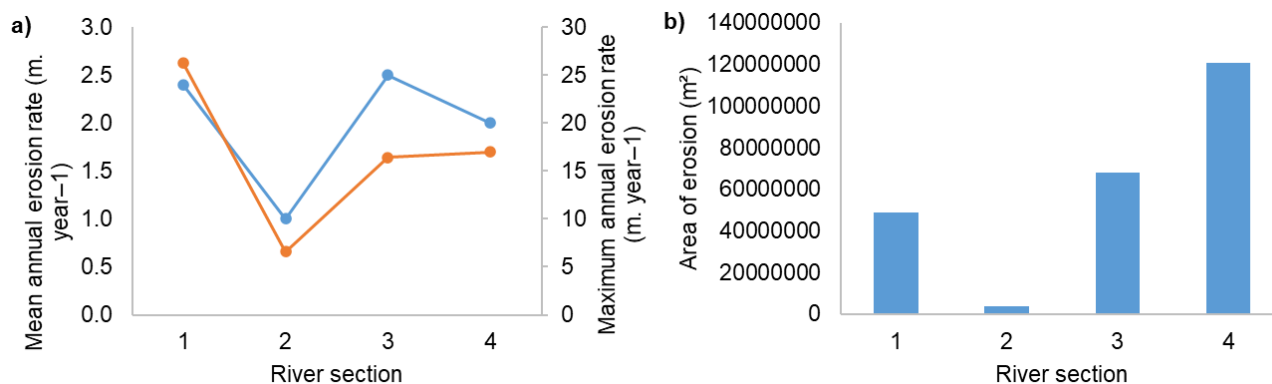 a)
Mean annual erosion rate (m.
year–1)
3.0
2.5
2.0
1.5
1.0
0.5
0.0
30
25
20
15
10
5
0
Maximum annual erosion rate
(m. year–1)
1 2 3 4
River section
b)
Area of erosion (m²)
140000000
120000000
100000000
80000000
60000000
40000000
20000000
0
1 2 3 4
River section